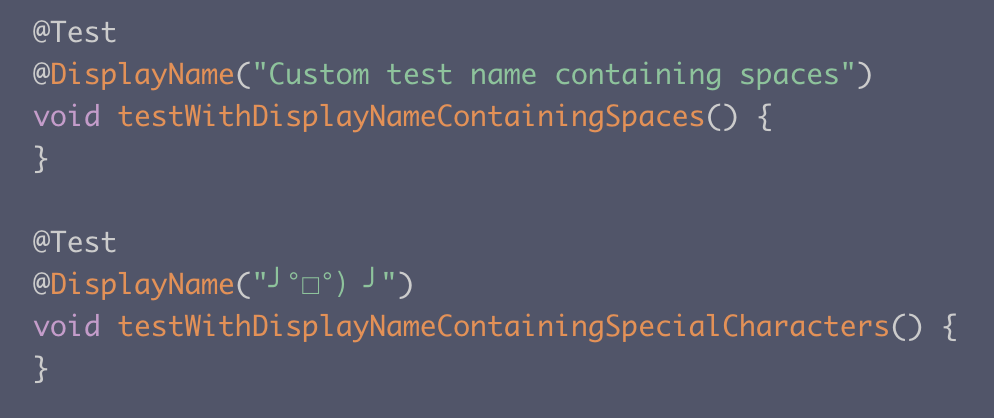 @Test
@DisplayName("Custom test name containing spaces")
void testWithDisplayNameContainingSpaces() {
}
@Test
@DisplayName("╯°□°）╯")
void testWithDisplayNameContainingSpecialCharacters() {
}